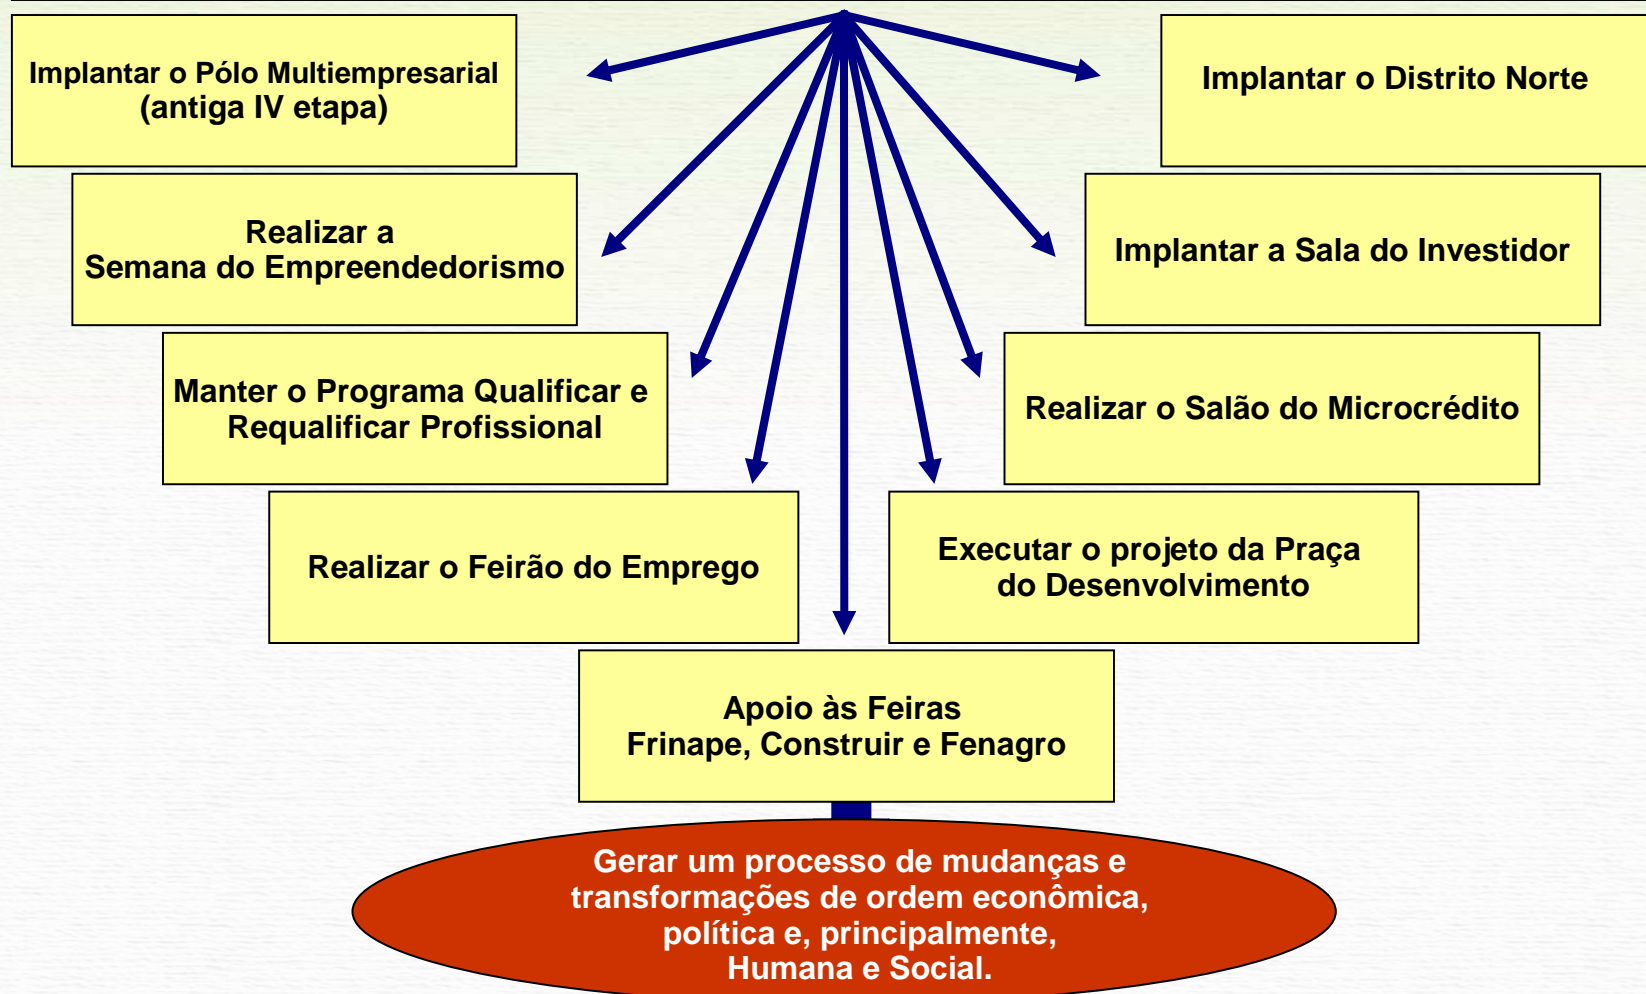 Implantar o Pólo Multiempresarial
(antiga IV etapa)
Implantar o Distrito Norte
Realizar a
Semana do Empreendedorismo
Implantar a Sala do Investidor
Manter o Programa Qualificar e
Requalificar Profissional
Realizar o Salão do Microcrédito
Realizar o Feirão do Emprego
Executar o projeto da Praça
do Desenvolvimento
Apoio às Feiras
Frinape, Construir e Fenagro
Gerar um processo de mudanças e
transformações de ordem econômica,
política e, principalmente,
Humana e Social.